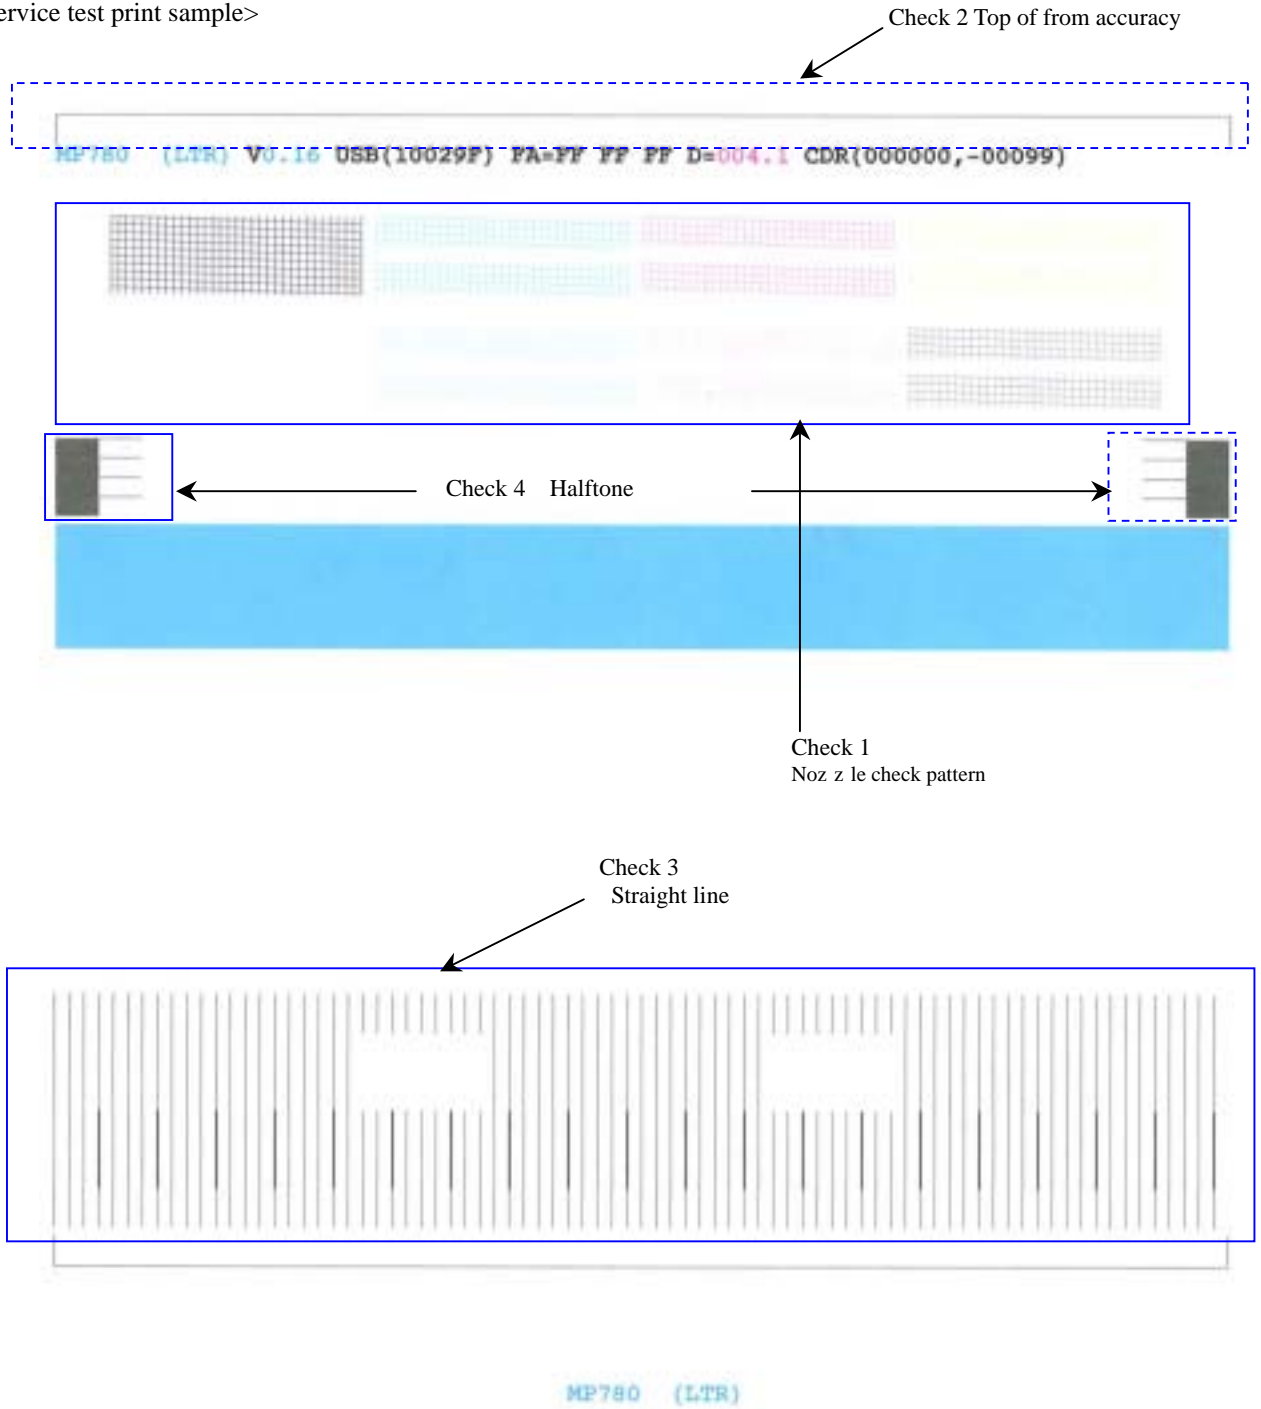 ervice test print sample>
Check 2 Top of from accuracy
MP780 (LTR) V0.16 USB(10029F) FA=FF FF FF D=004.1 CDR(000000,-00099)
Check 4 Halftone
Check 1
Noz z le check pattern
Check 3
Straight line
MP780 (LTR)